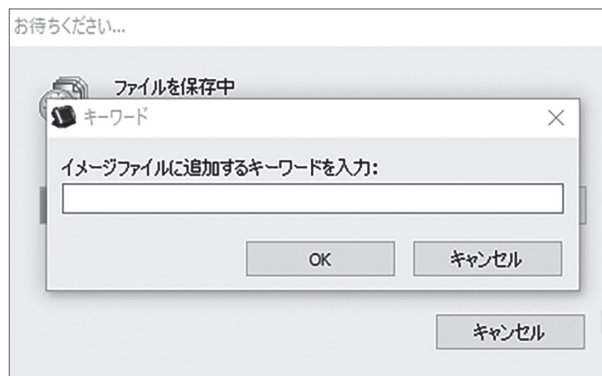 お待ちください...
ファイルを保存中
キーワード
イメージファイルに追加するキーワードを入力:
OK
キャンセル
キャンセル